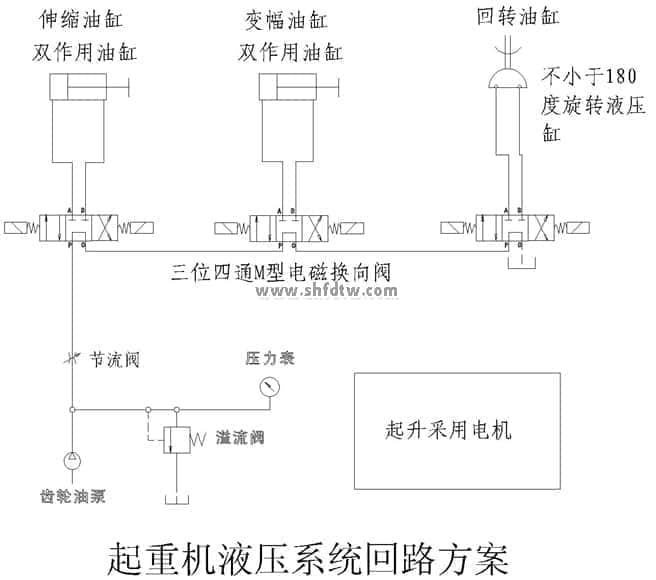 伸缩油缸
双作用油缸
变幅油缸
双作用油缸
回转油缸
不小于180
度旋转液压
缸
A B
P O
A B
P O
A B
P O
三位四通M型电磁换向阀
www.shfdtw.com
节流阀
压力表
溢流阀
起升采用电机
齿轮油泵
起重机液压系统回路方案